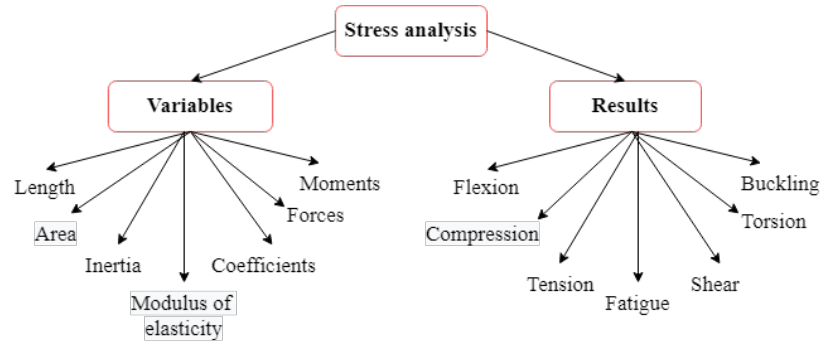 Stress analysis
Variables
Results
Length
Area
Inertia
Modulus of
elasticity
Coefficients
Forces
Moments
Flexion
Compression
Tension
Fatigue
Shear
Torsion
Buckling